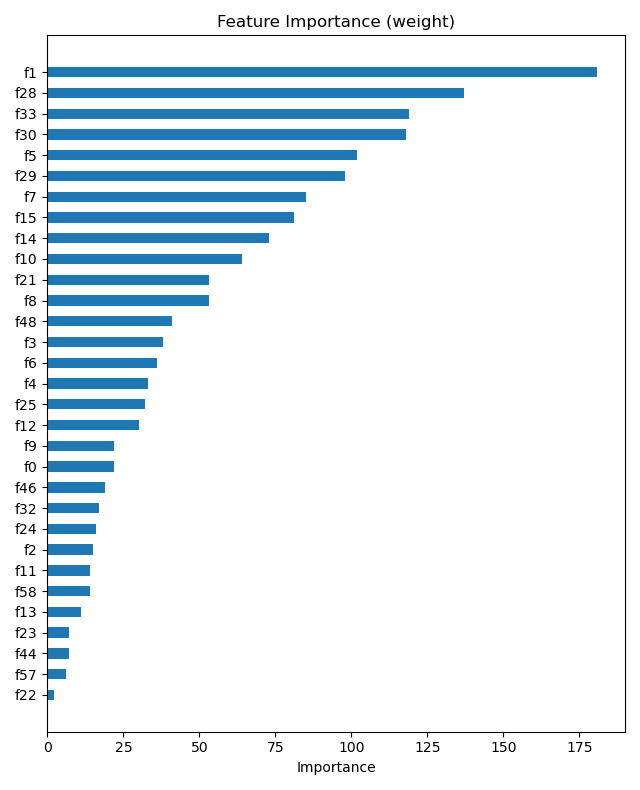 Feature Importance (weight)
f1
f28
f33
f30
f5
f29
f7
f15
f14
f10
f21
f8
f48
f3
f6
f4
f25
f12
f9
f0
f46
f32
f24
f2
f11
f58
f13
f23
f44
f57
f22
0 25 50 75 100 125 150 175
Importance